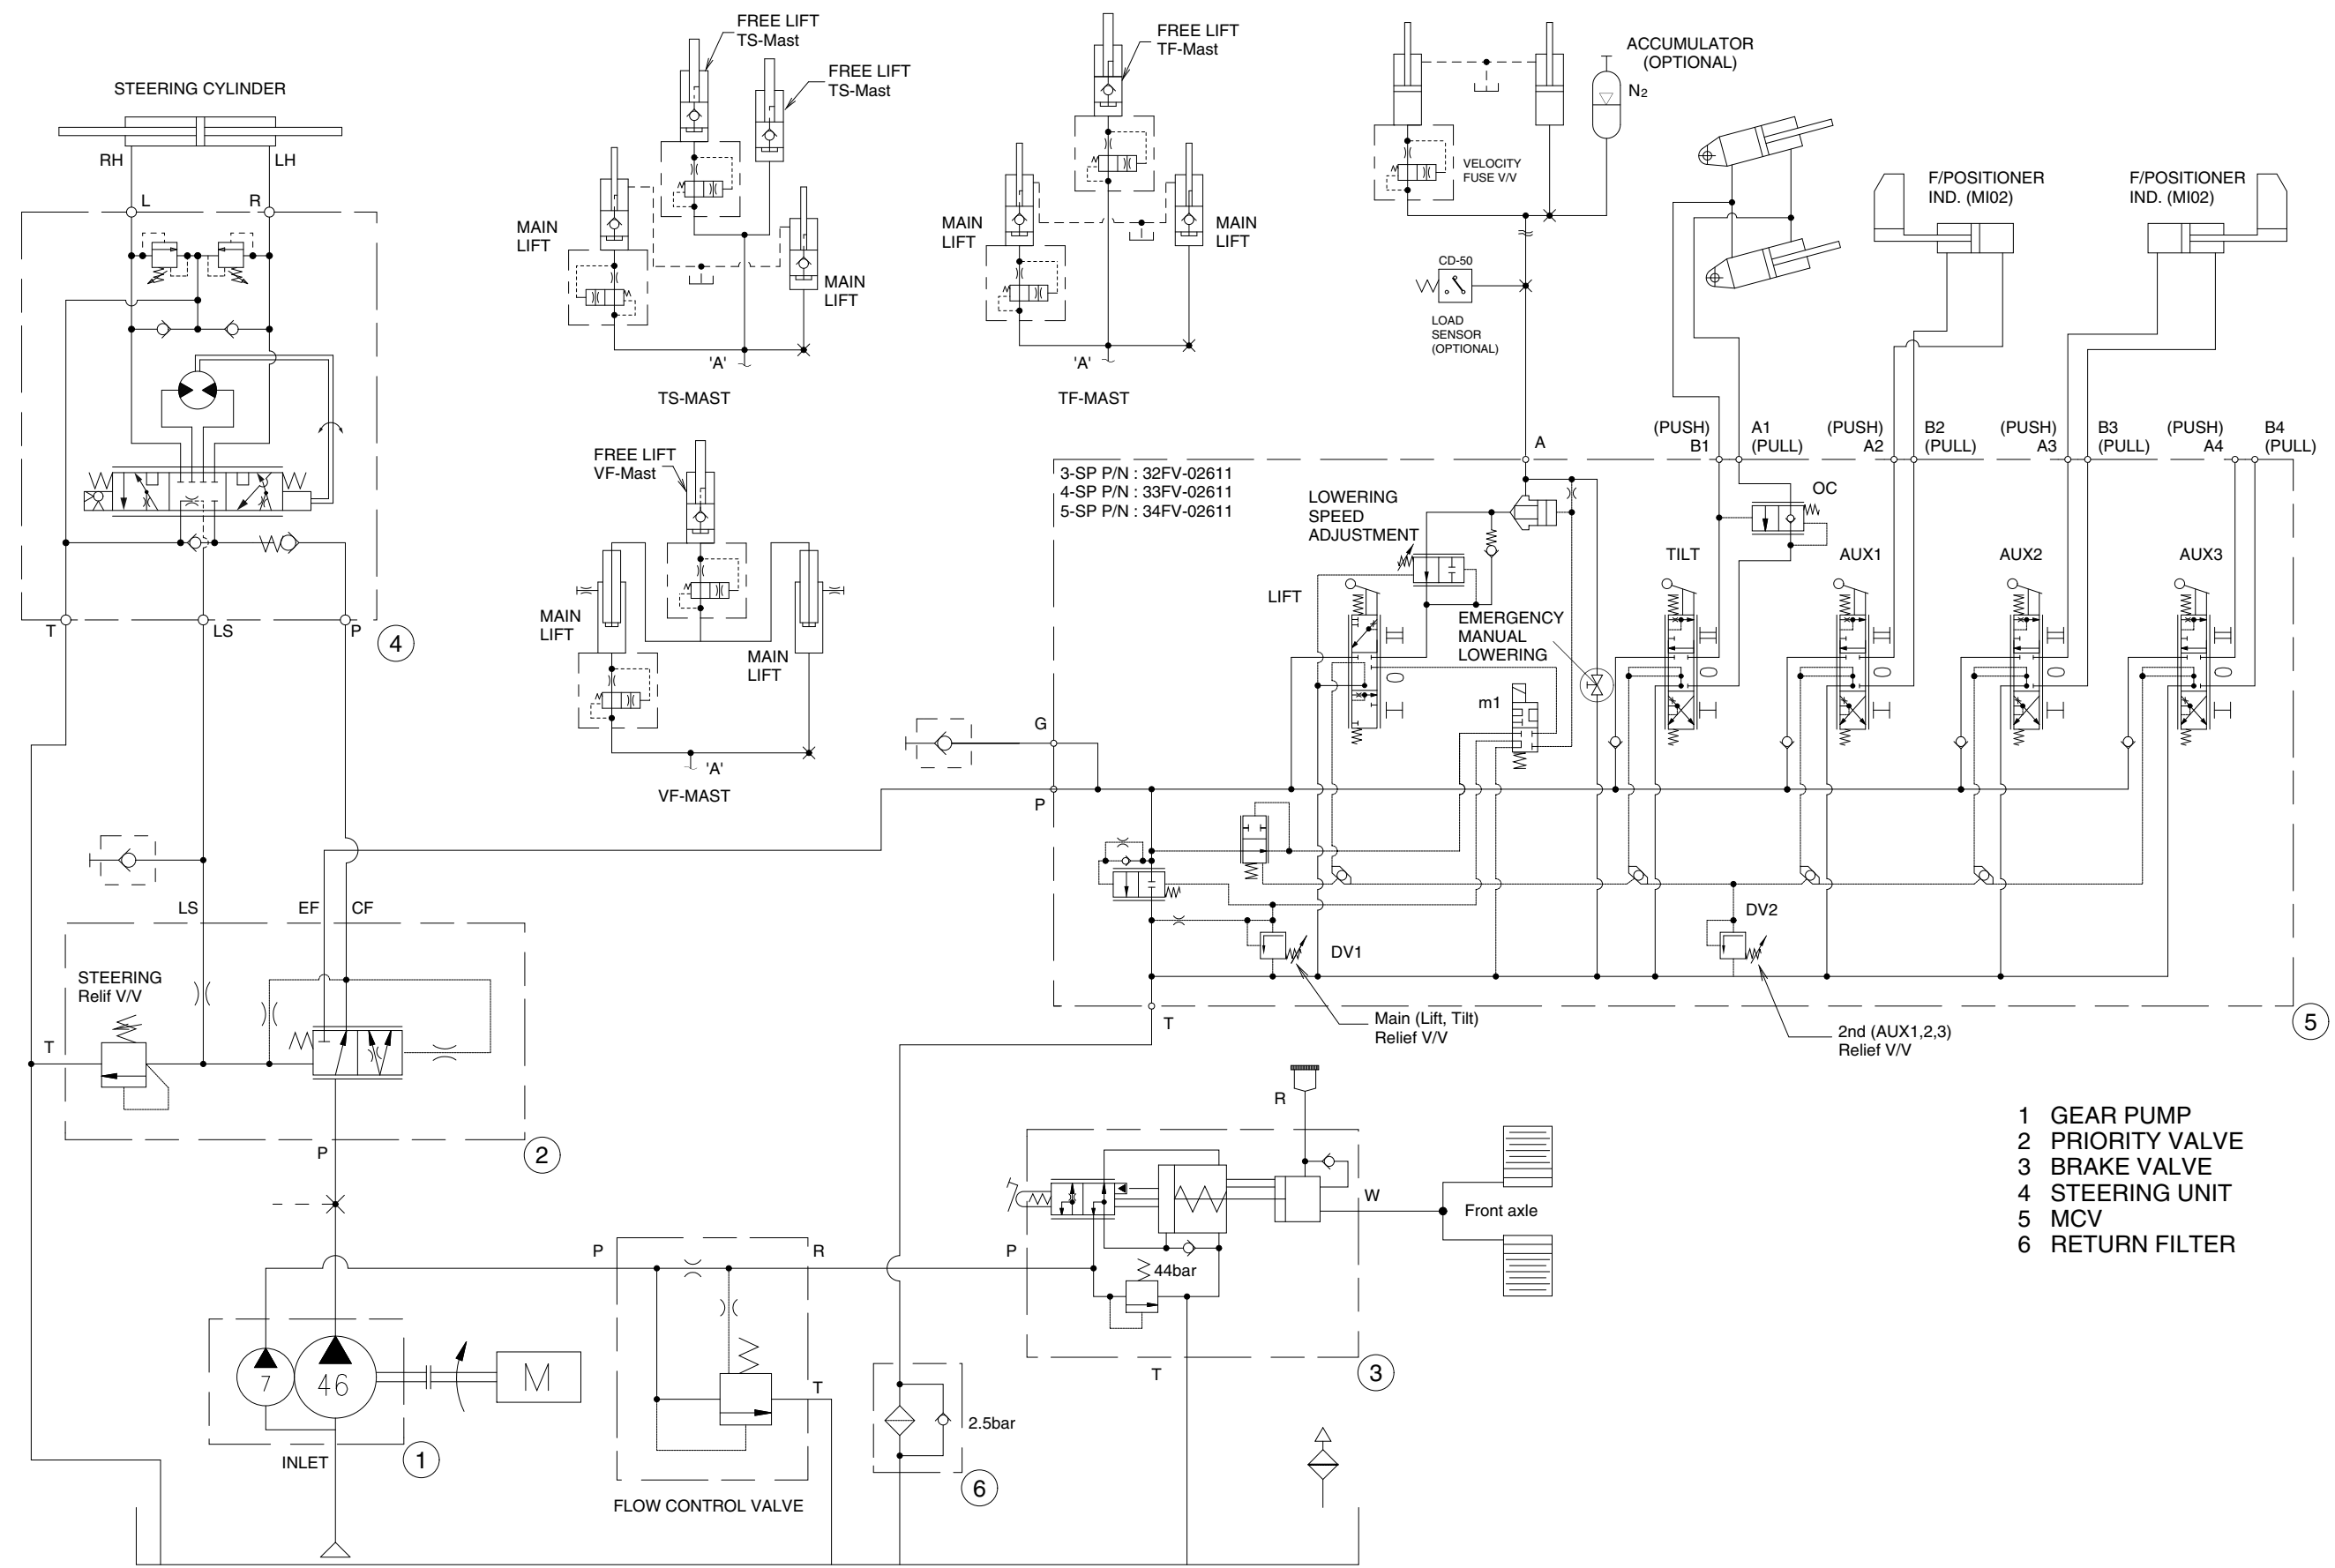 STEERING CYLINDER
RH
LH
L
R
T
LS
P
4
FREE LIFT
TS-Mast
FREE LIFT
TS-Mast
MAIN
LIFT
MAIN
LIFT
'A'
TS-MAST
FREE LIFT
TF-Mast
MAIN
LIFT
MAIN
LIFT
'A'
TF-MAST
FREE LIFT
VF-Mast
MAIN
LIFT
MAIN
LIFT
'A'
VF-MAST
ACCUMULATOR
(OPTIONAL)
N2
VELOCITY
FUSE V/V
CD-50
LOAD
SENSOR
(OPTIONAL)
F/POSITIONER
IND. (MI02)
F/POSITIONER
IND. (MI02)
A
(PUSH)
B1
A1
(PULL)
(PUSH)
A2
B2
(PULL)
(PUSH)
A3
B3
(PULL)
(PUSH)
A4
B4
(PULL)
3-SP P/N : 32FV-02611
4-SP P/N : 33FV-02611
5-SP P/N : 34FV-02611
LOWERING
SPEED
ADJUSTMENT
OC
LIFT
TILT
AUX1
AUX2
AUX3
EMERGENCY
MANUAL
LOWERING
m1
G
P
DV1
DV2
T
Main (Lift, Tilt)
Relief V/V
2nd (AUX1,2,3)
Relief V/V
5
LS
EF
CF
STEERING
Relif V/V
T
P
2
P
R
T
FLOW CONTROL VALVE
7
46
M
INLET
1
2.5bar
6
R
P
44bar
W
T
3
Front axle
1 GEAR PUMP
2 PRIORITY VALVE
3 BRAKE VALVE
4 STEERING UNIT
5 MCV
6 RETURN FILTER